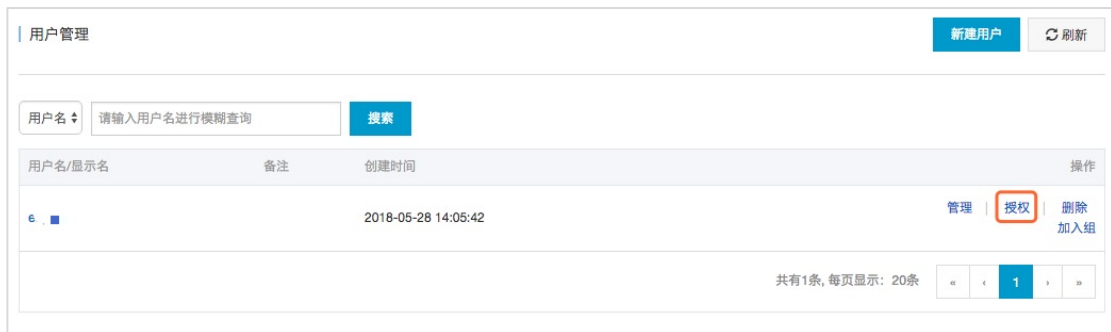 用户管理
新建用户
刷新
用户名
请输入用户名进行模糊查询
搜索
用户名/显示名 备注 创建时间 操作
2018-05-28 14:05:42 管理 | 授权 | 删除
加入组
共有1条, 每页显示: 20条 « ‹ 1 › »